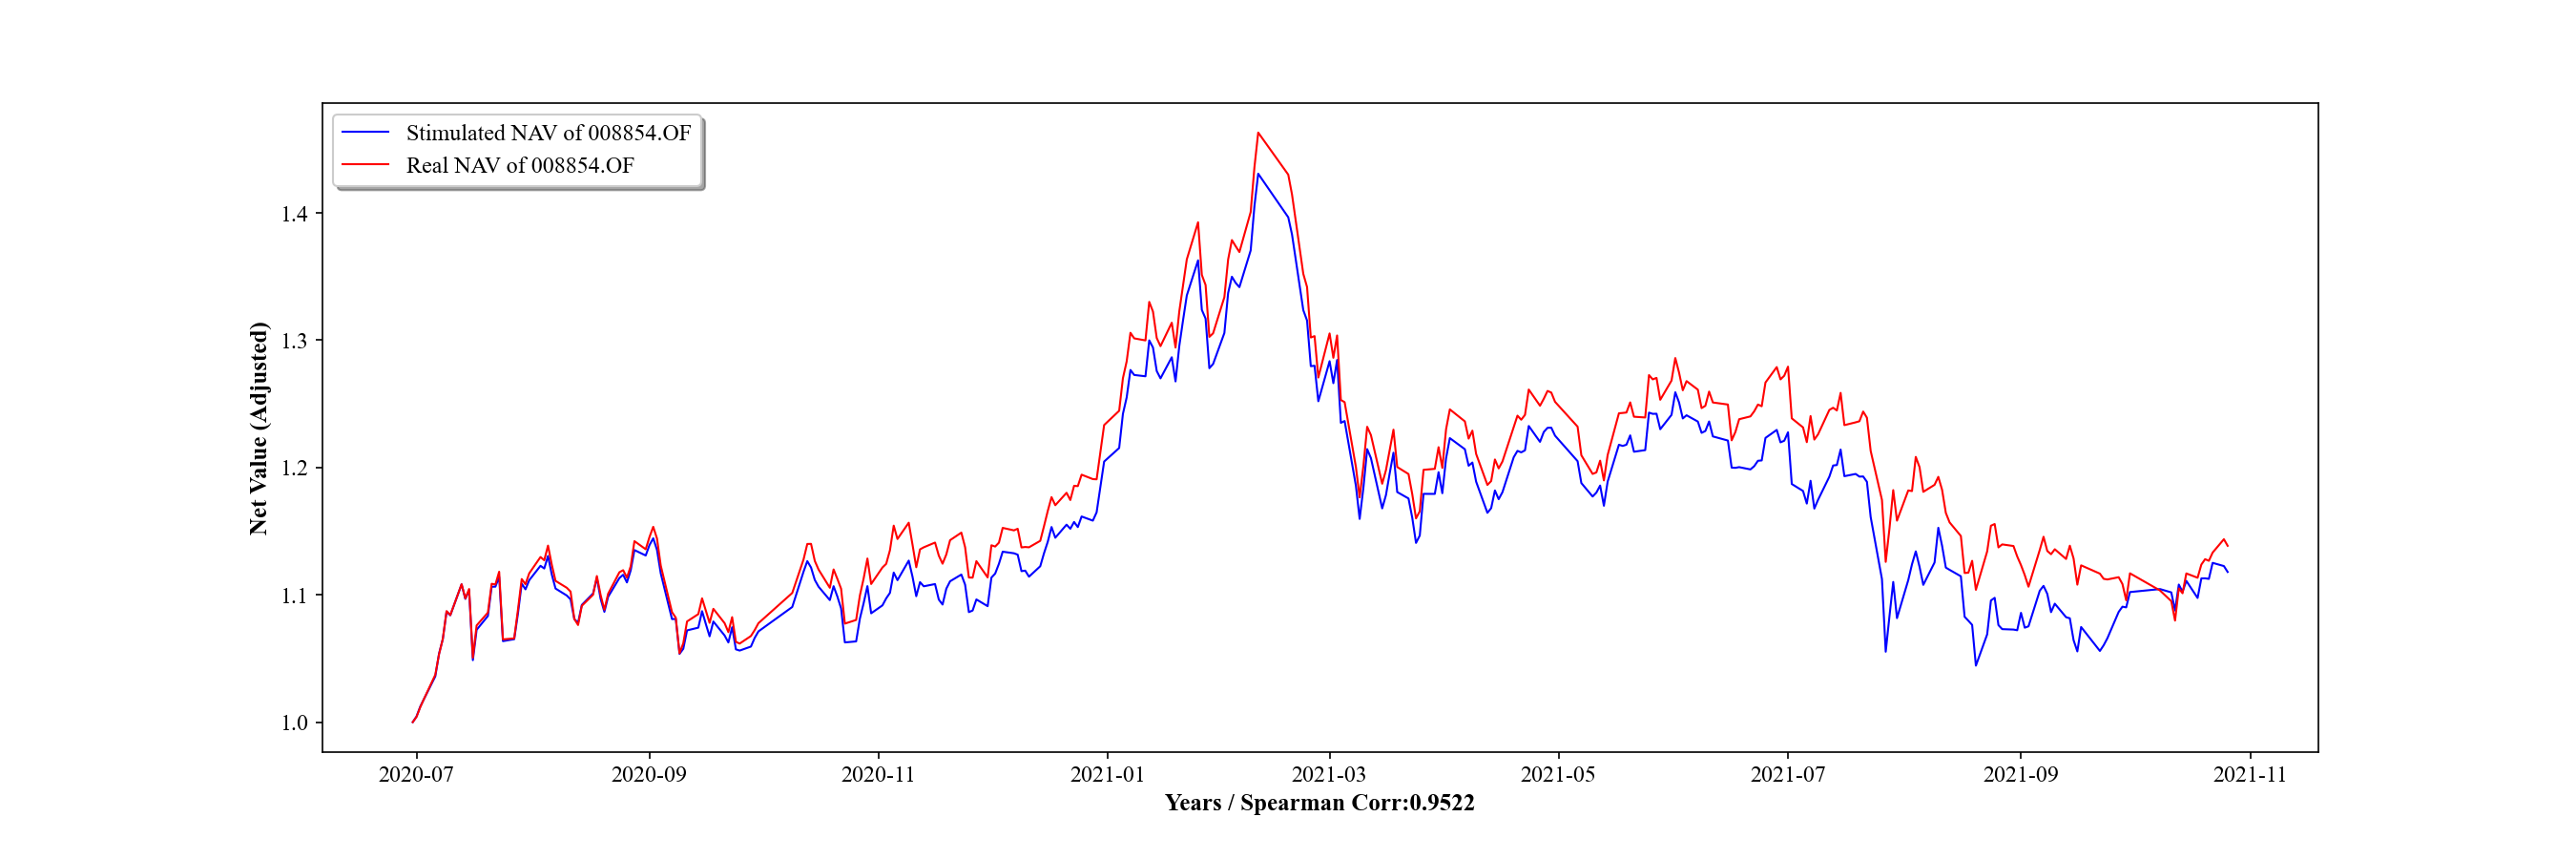 Stimulated NAV of 008854.OF
Real NAV of 008854.OF
1.4
1.3
1.2
1.1
1.0
Net Value (Adjusted)
2020-07 2020-09 2020-11 2021-01 2021-03 2021-05 2021-07 2021-09 2021-11
Years / Spearman Corr:0.9522